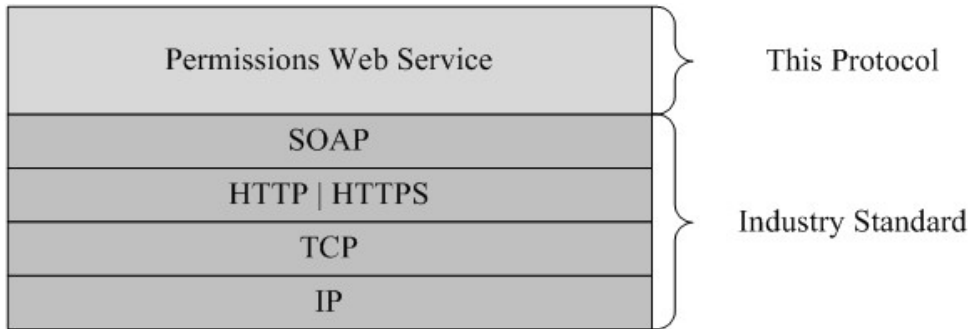 Permissions Web Service
This Protocol
SOAP
HTTP | HTTPS
TCP
IP
Industry Standard